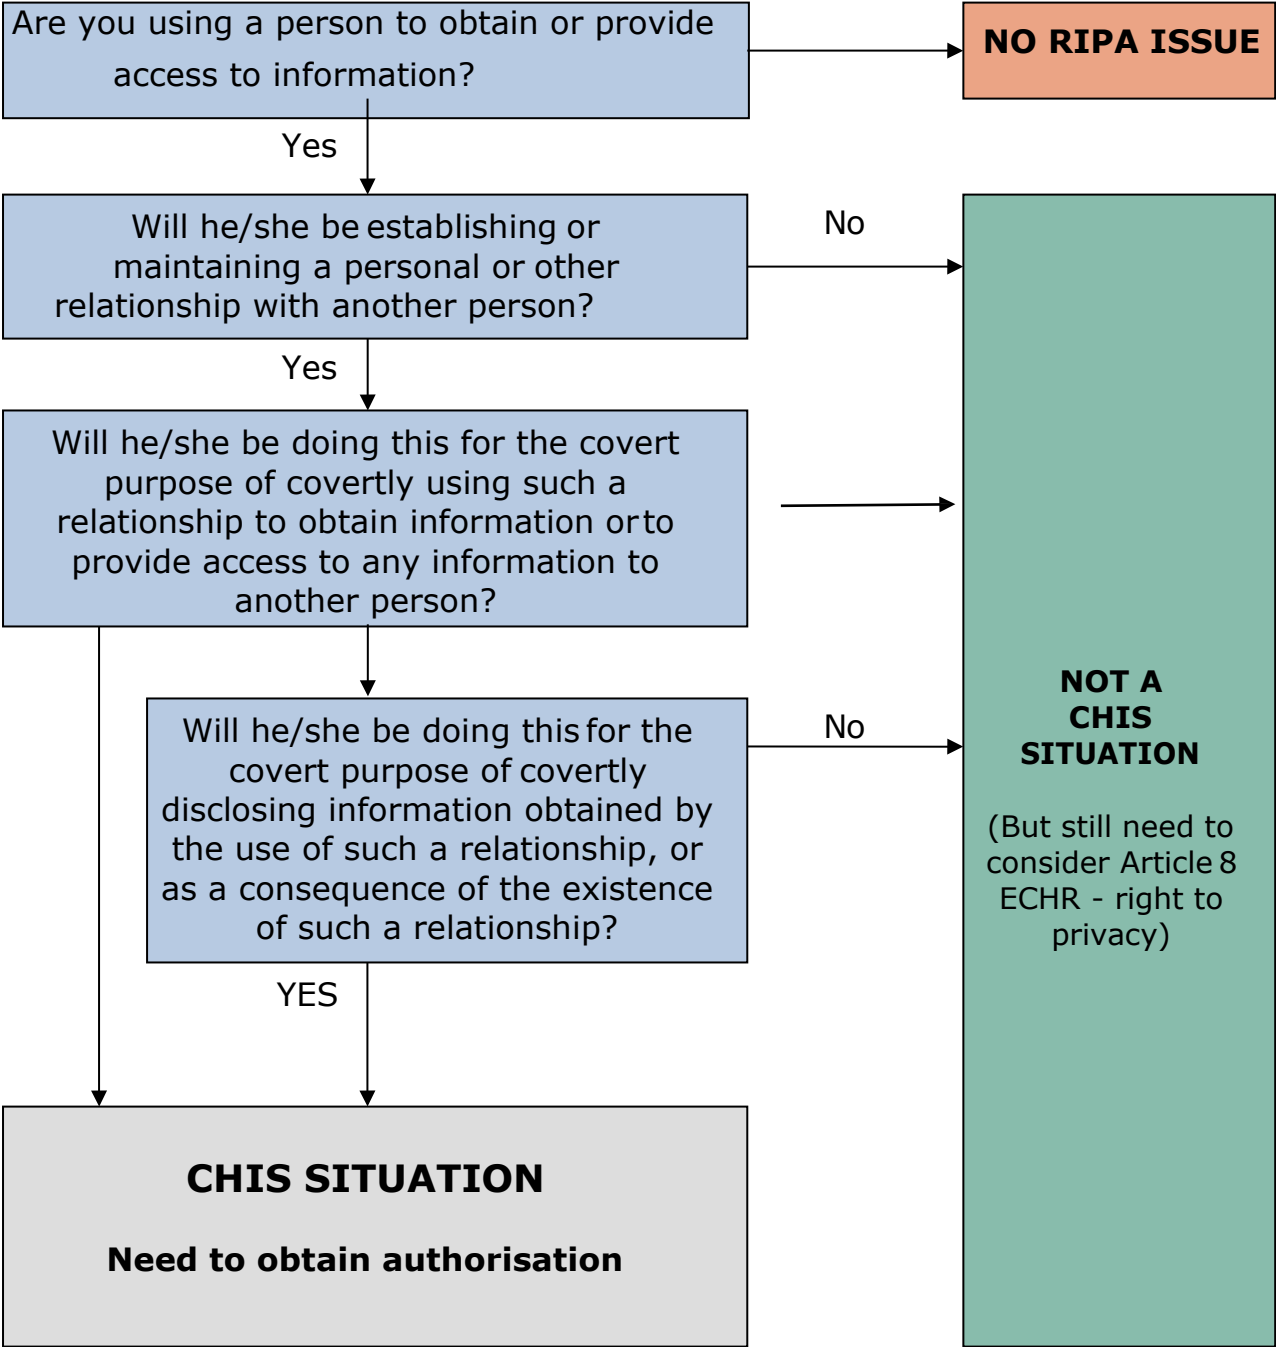 Are you using a person to obtain or provide
access to information?
NO RIPA ISSUE
Yes
Will he/she be establishing or
maintaining a personal or other
relationship with another person?
No
Yes
Will he/she be doing this for the covert
purpose of covertly using such a
relationship to obtain information or to
provide access to any information to
another person?
Will he/she be doing this for the
covert purpose of covertly
disclosing information obtained by
the use of such a relationship, or
as a consequence of the existence
of such a relationship?
No
NOT A
CHIS
SITUATION
(But still need to
consider Article 8
ECHR - right to
privacy)
YES
CHIS SITUATION
Need to obtain authorisation